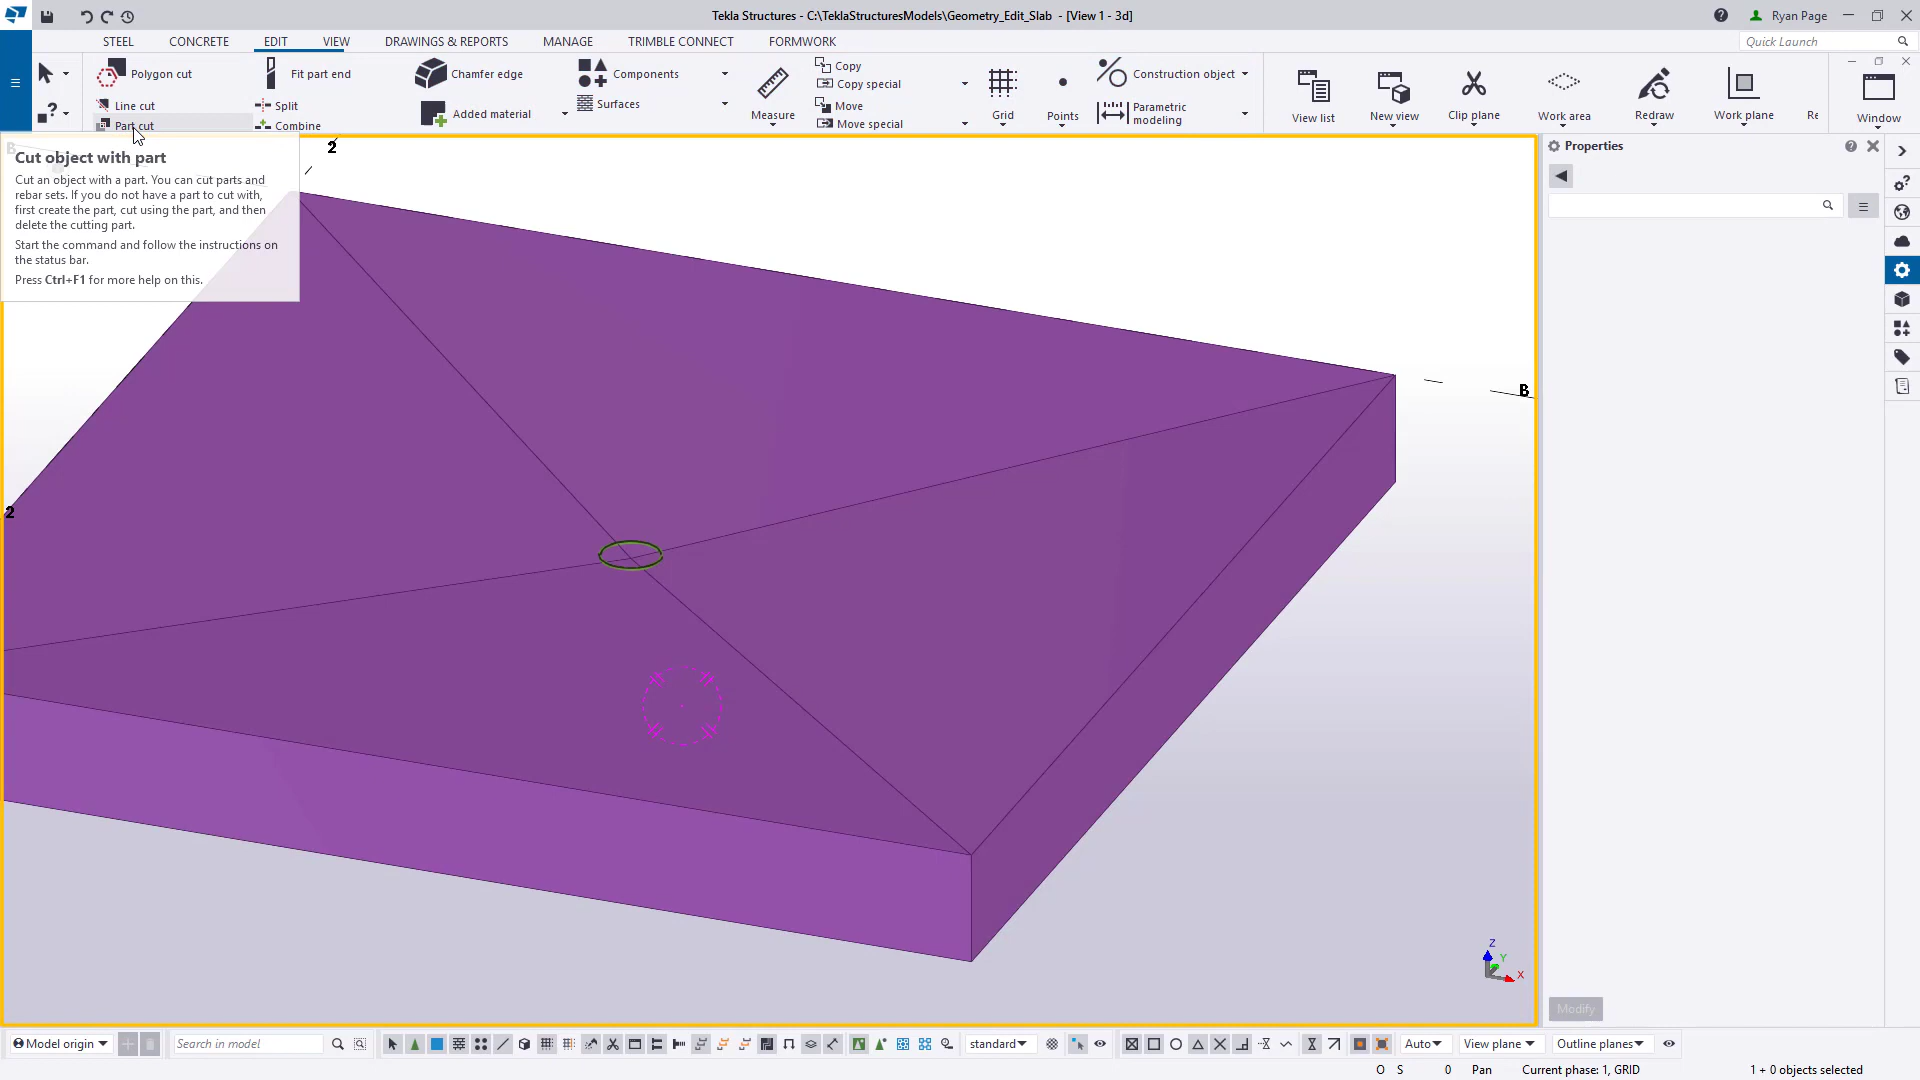 Tekla Structures - C:\TeklaStructuresModels\Geometry_Edit_Slab - [View 1 - 3d]
Ryan Page
STEEL
CONCRETE
EDIT
VIEW
DRAWINGS & REPORTS
MANAGE
TRIMBLE CONNECT
FORMWORK
Quick Launch
Polygon cut
Line cut
Part cut
Fit part end
Split
Combine
Chamfer edge
Added material
Components
Surfaces
Measure
Copy
Copy special
Move
Move special
Grid
Points
Construction object
Parametric
modeling
View list
New view
Clip plane
Work area
Redraw
Work plane
Re
Window
Cut object with part
Cut an object with a part. You can cut parts and
rebar sets. If you do not have a part to cut with,
first create the part, cut using the part, and then
delete the cutting part.
Start the command and follow the instructions on
the status bar.
Press Ctrl+F1 for more help on this.
B
2
2
B
Z
Y
X
Properties
Modify
Model origin
Search in model
standard
Auto
View plane
Outline planes
O S 0 Pan Current phase: 1, GRID 1 + 0 objects selected